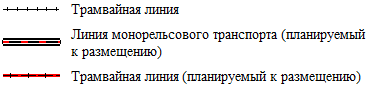 Трамвайная линия
Линия монорельсового транспорта (планируемый
к размещению)
Трамвайная линия (планируемый к размещению)